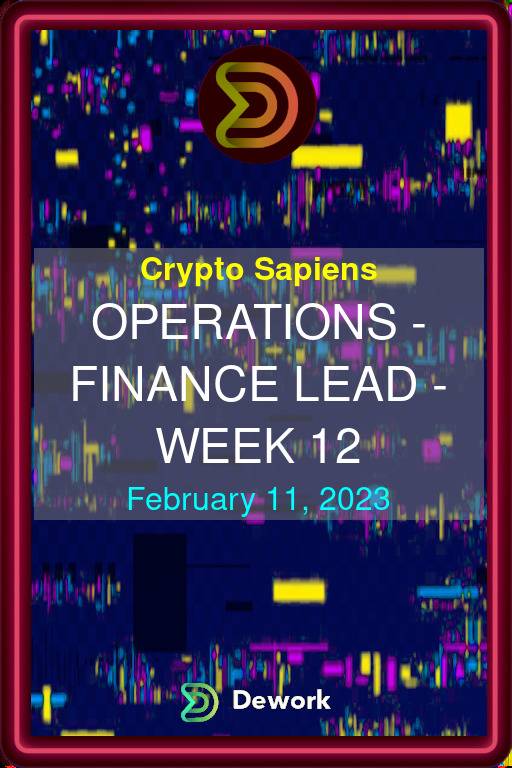 Crypto Sapiens
OPERATIONS -
FINANCE LEAD -
WEEK 12
February 11, 2023
Dework